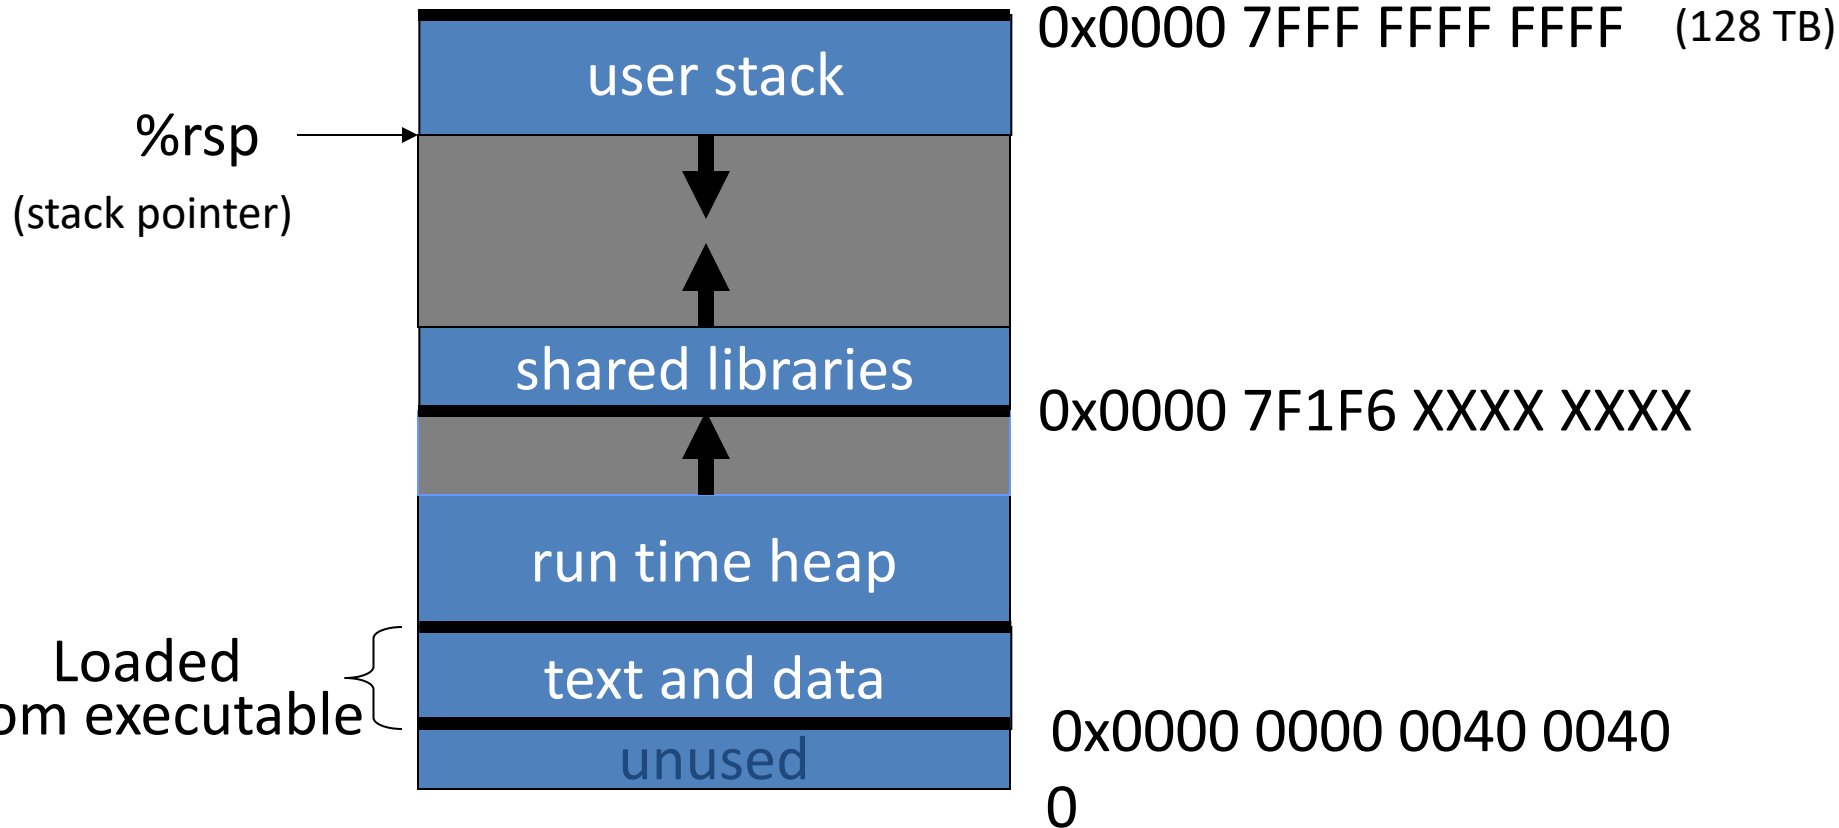 0x0000 7FFF FFFF FFFF (128 TB)
user stack
%rsp
(stack pointer)
shared libraries
0x0000 7F1F6 XXXX XXXX
run time heap
Loaded
om executable
text and data
0x0000 0000 0040 0040
unused
0